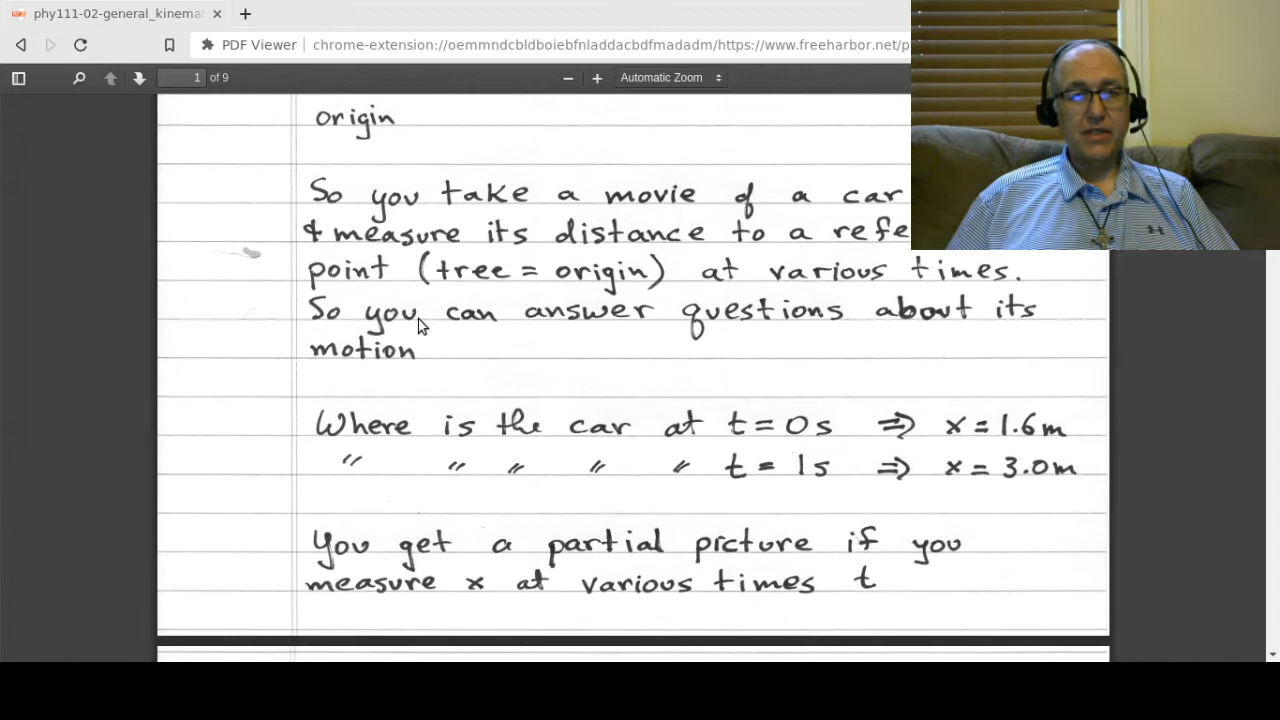 phy111-02-general_kinemat
PDF Viewer chrome-extension://oemmndcbldboiebfnladdacbdfmadadm/https://www.freeharbor.net/p
1 of 9 Automatic Zoom
origin
So you take a movie of a car
& measure its distance to a refe
point (tree = origin) at various times.
So you can answer questions about its
motion
Where is the car at t = 0s ⇒ x = 1.6m
〃 〃 〃 〃 〃 t = 1s ⇒ x = 3.0m
You get a partial picture if you
measure x at various times t